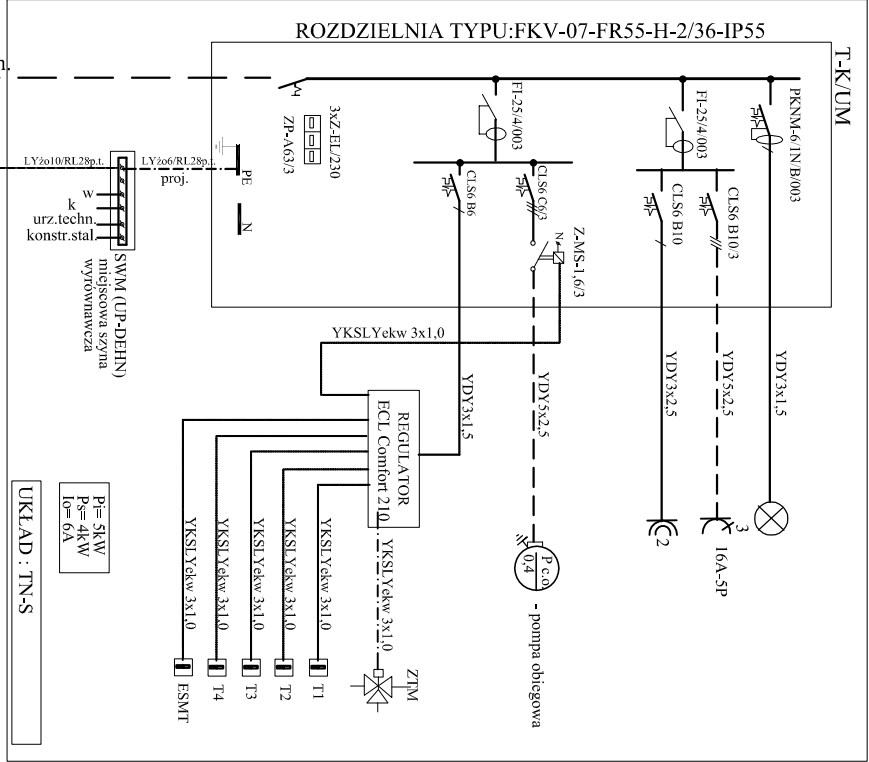 ROZDZIELNIA TYPU:FKV-07-FR55-H-2/36-IP55
T-K/UM
n.
FI-25/4/003
FI-25/4/003
PKNM-6/1N/B/003
3xZ-EL/230
ZP-A63/3
LYżo10/RL28p.t.
LYżo6/RL28p.t.
proj.
PE
N
w
k
urz.techn.
konstr.stal.
SWM (UP-DEHN)
miejscowa szyna
wyrównawcza
CLS6 B6
CLS6 C6/3
CLS6 B10
CLS6 B10/3
N
Z-MS-1,6/3
YKSLYekw 3x1,0
YDY3x1,5
YDY5x2,5
YDY3x2,5
YDY5x2,5
YDY3x1,5
REGULATOR
ECL Comfort 210
2
3
16A-5P
P c.o.
0,4
- pompa obiegowa
YKSLYekw 3x1,0
YKSLYekw 3x1,0
YKSLYekw 3x1,0
YKSLYekw 3x1,0
YKSLYekw 3x1,0
YKSLYekw 3x1,0
ESMT
T4
T3
T2
T1
ZTM
Pi= 5kW
Ps= 4kW
Io= 6A
UKŁAD : TN-S